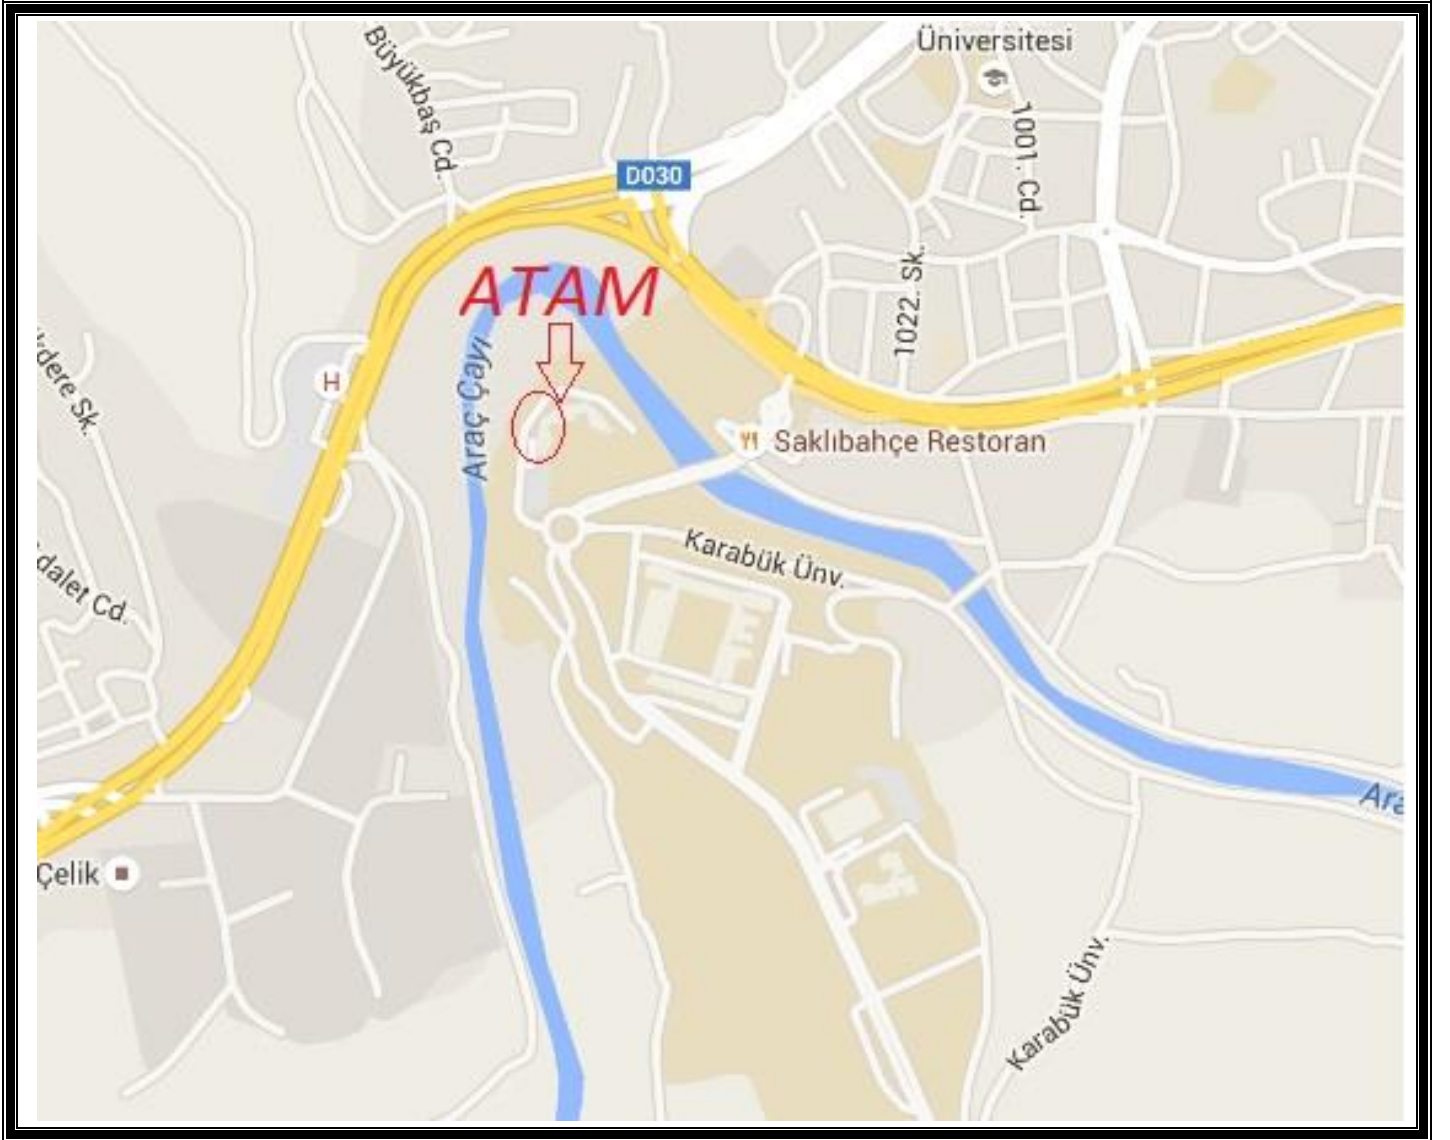 Üniversitesi
Büyükbaş Cd.
1001. Cd.
D030
1022. Sk.
ATAM
H
Araç Çayı
Saklıbahçe Restoran
Karabük Ünv.
Çelik
Karabük Ünv.